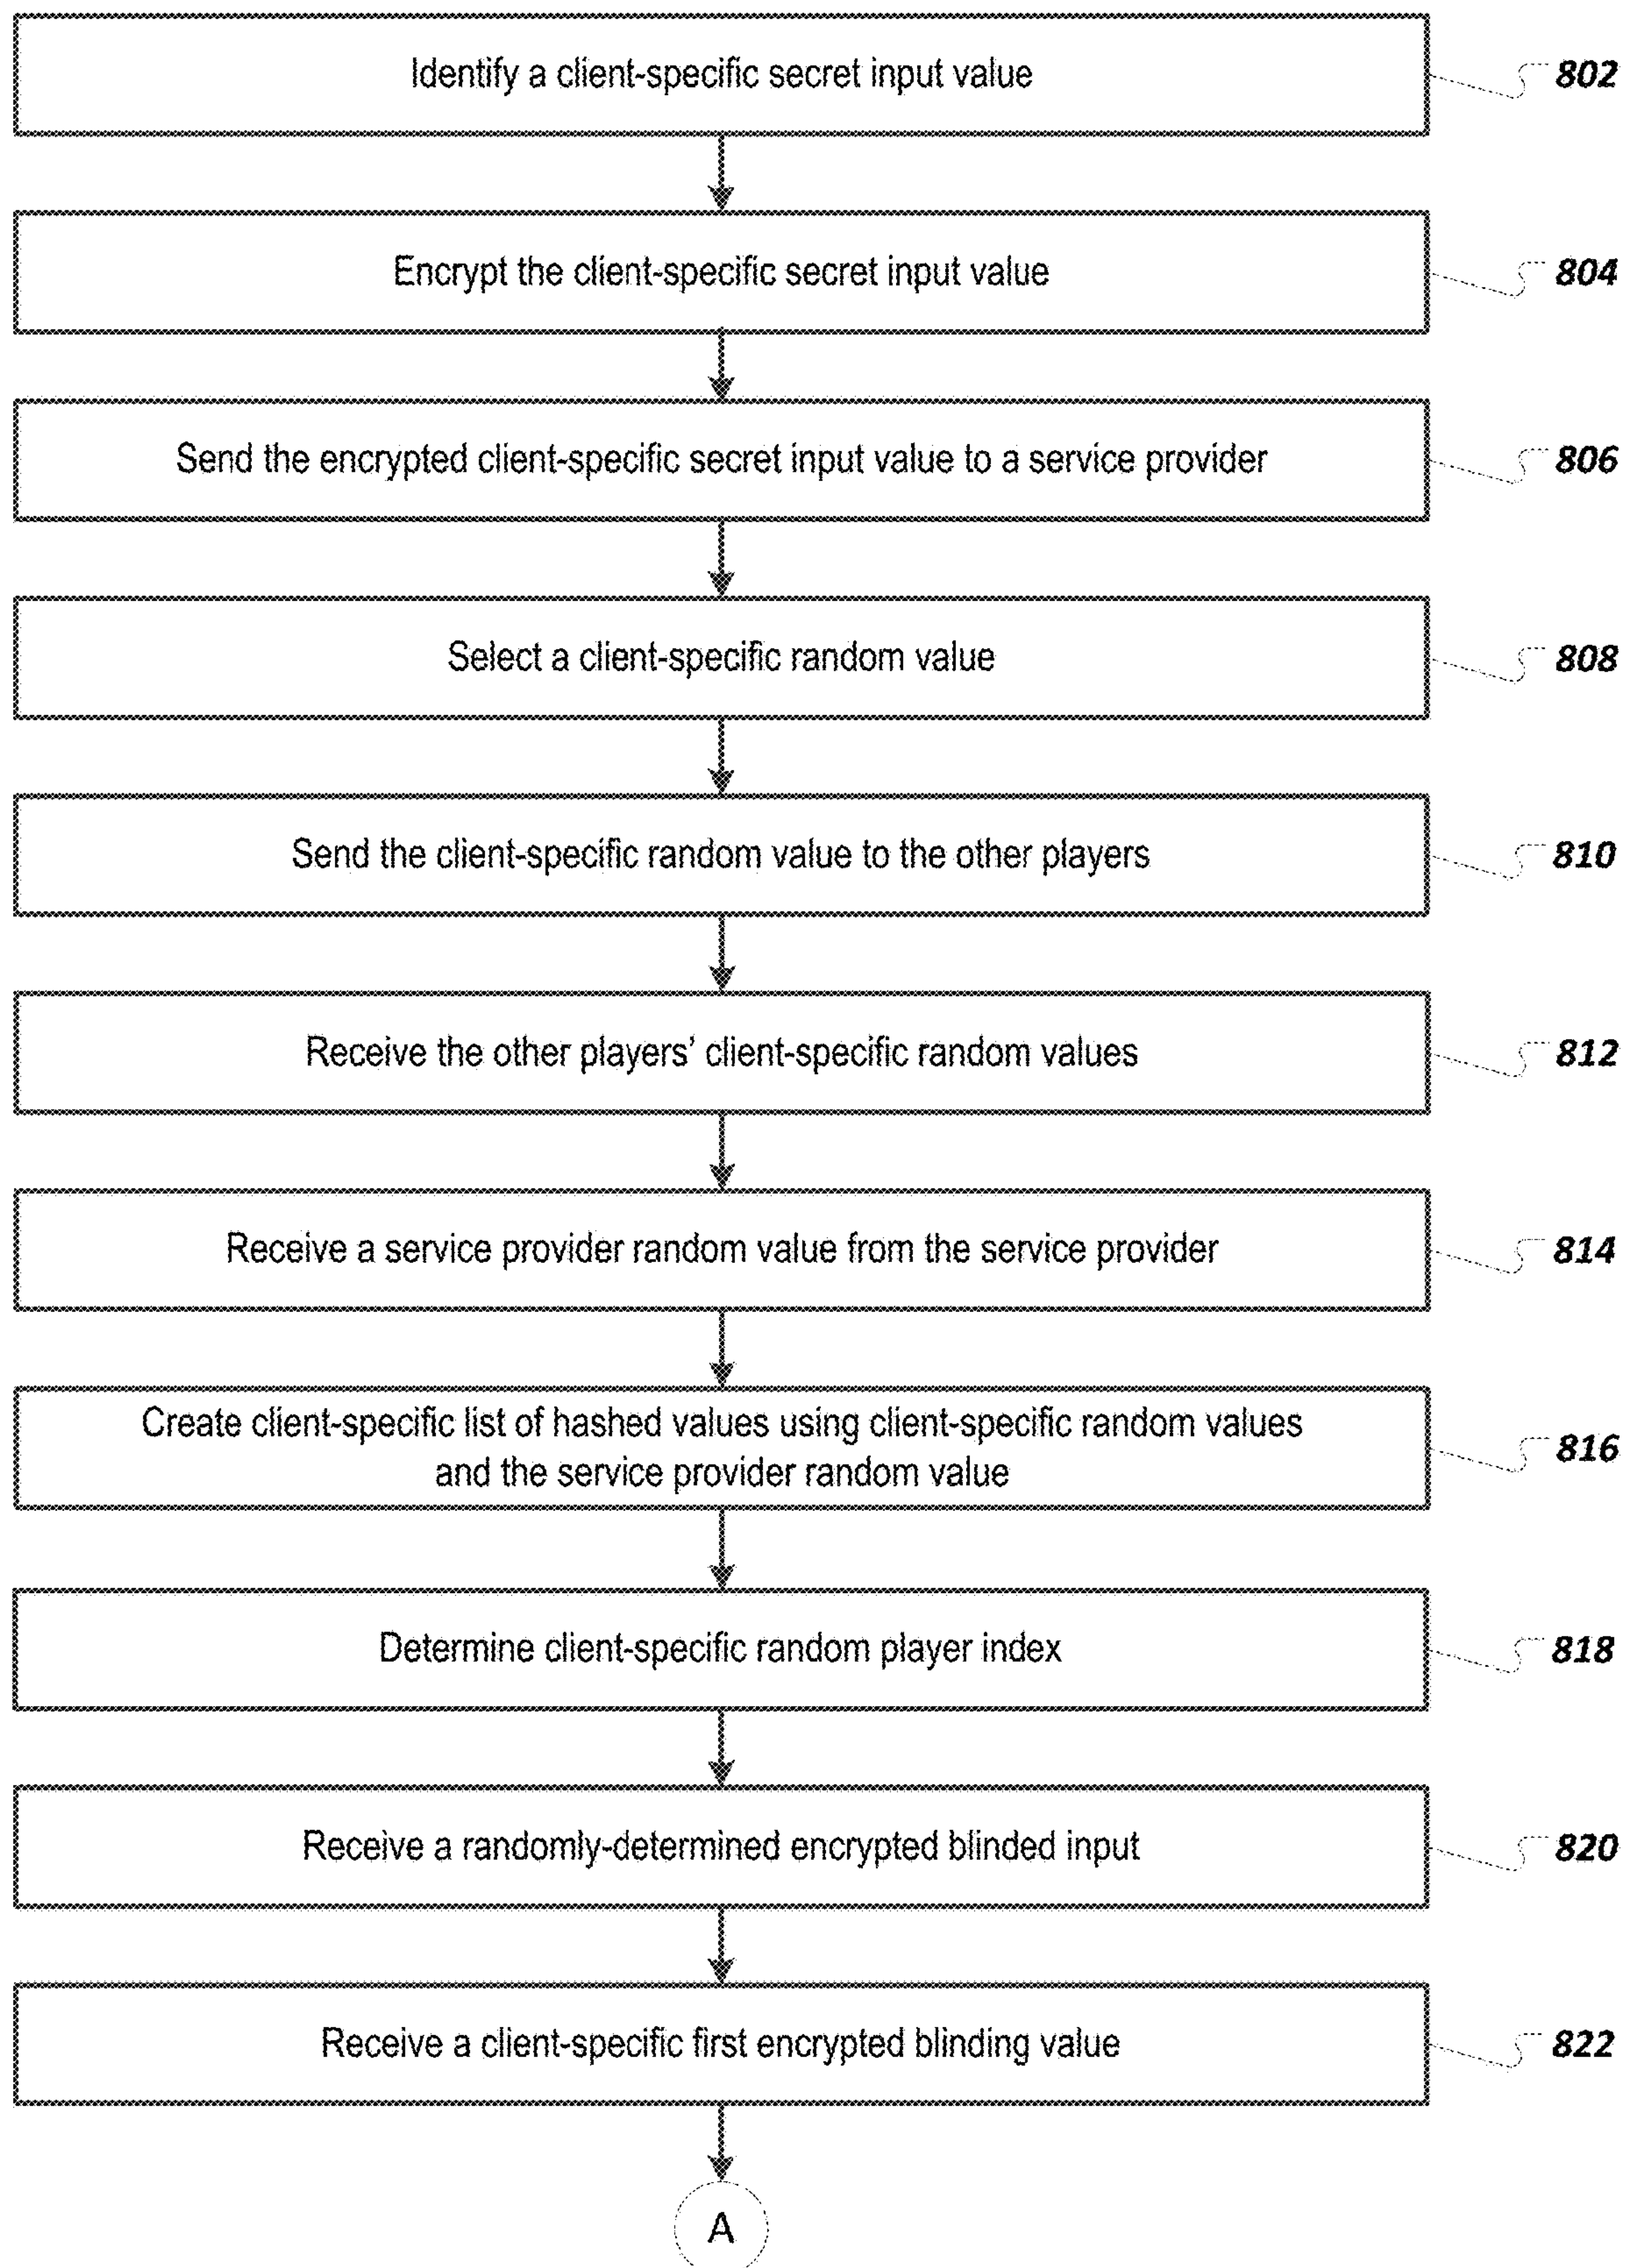 Identify a client-specific secret input value
802
Encrypt the client-specific secret input value
804
Send the encrypted client-specific secret input value to a service provider
806
Select a client-specific random value
808
Send the client-specific random value to the other players
810
Receive the other players’ client-specific random values
812
Receive a service provider random value from the service provider
814
Create client-specific list of hashed values using client-specific random values
and the service provider random value
816
Determine client-specific random player index
818
Receive a randomly-determined encrypted blinded input
820
Receive a client-specific first encrypted blinding value
822
A